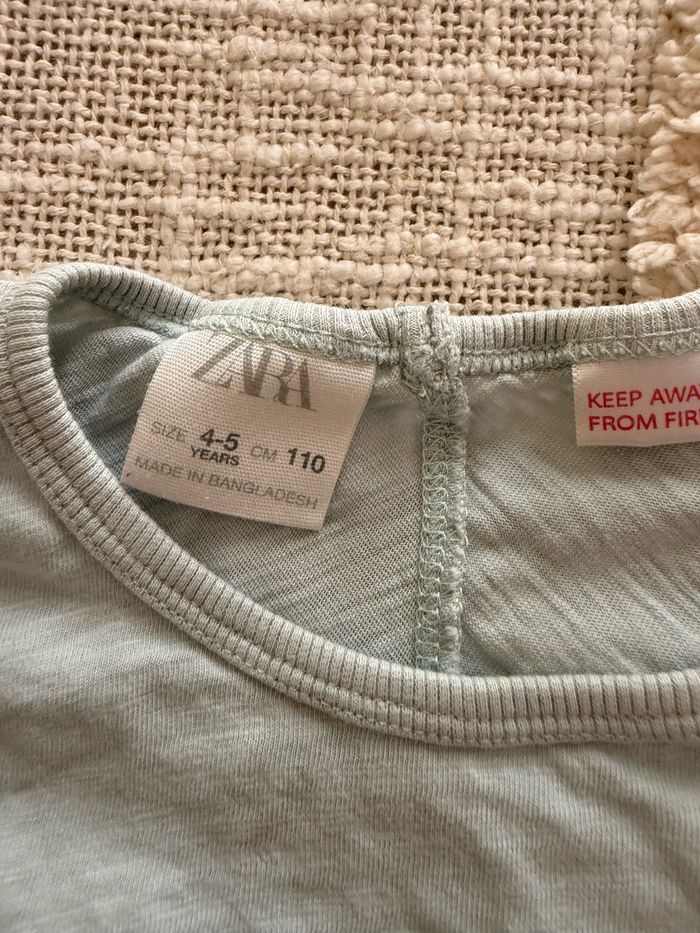 ZARA
SIZE 4-5 YEARS CM 110
MADE IN BANGLADESH
KEEP AWA
FROM FIR